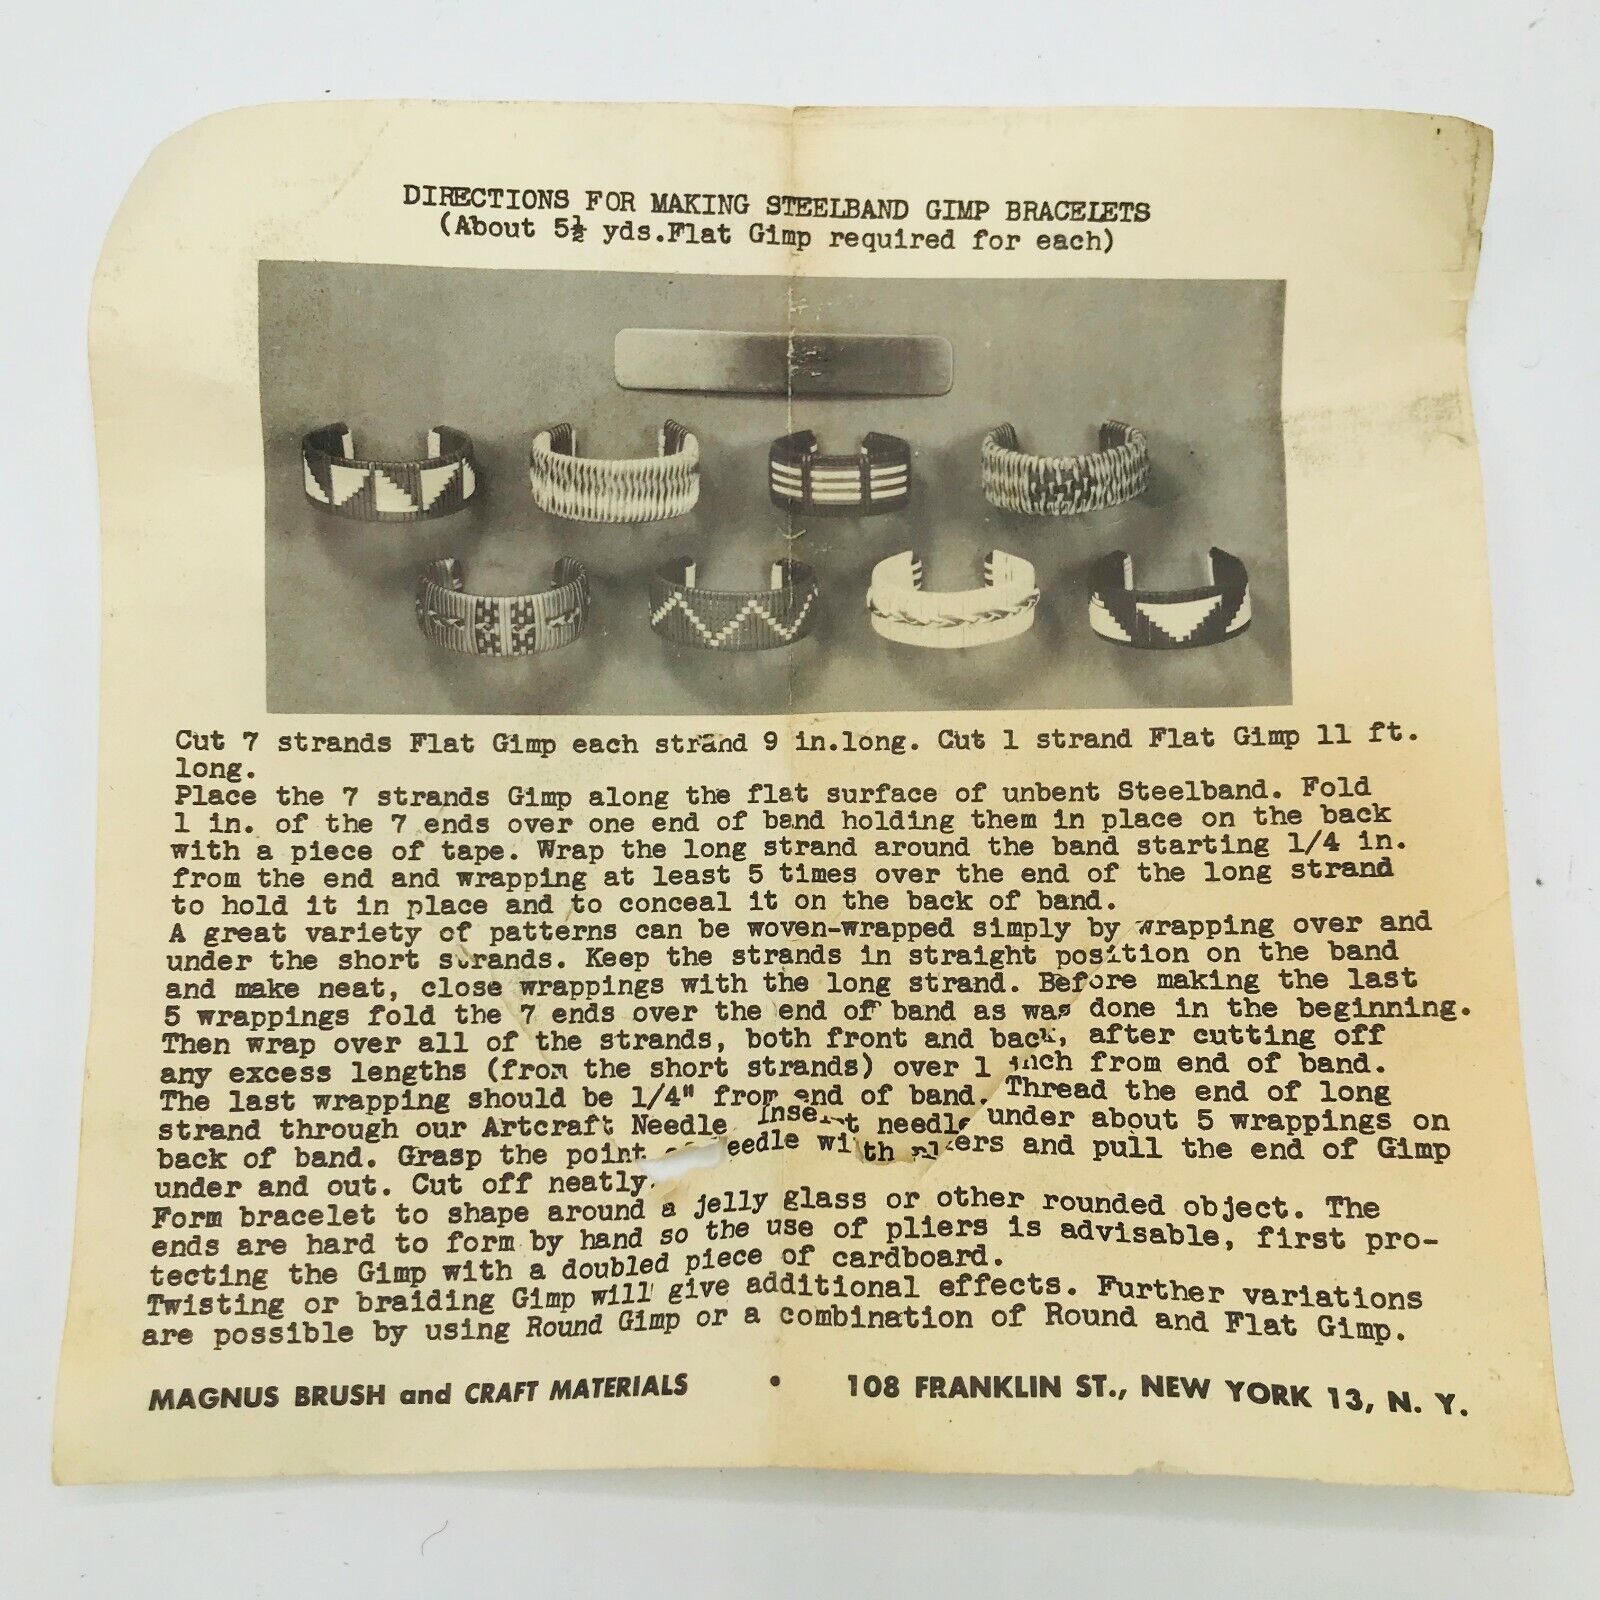 DIRECTIONS FOR MAKING STEELBAND GIMP BRACELETS
(About 5½ yds.Flat Gimp required for each)
Cut 7 strands Flat Gimp each strand 9 in.long. Cut 1 strand Flat Gimp 11 ft.
long.
Place the 7 strands Gimp along the flat surface of unbent Steelband. Fold
1 in. of the 7 ends over one end of band holding them in place on the back
with a piece of tape. Wrap the long strand around the band starting 1/4 in.
from the end and wrapping at least 5 times over the end of the long strand
to hold it in place and to conceal it on the back of band.
A great variety of patterns can be woven-wrapped simply by wrapping over and
under the short strands. Keep the strands in straight position on the band
and make neat, close wrappings with the long strand. Before making the last
5 wrappings fold the 7 ends over the end of band as was done in the beginning.
Then wrap over all of the strands, both front and back, after cutting off
any excess lengths (from the short strands) over 1 inch from end of band.
The last wrapping should be 1/4" from end of band. Thread the end of long
strand through our Artcraft Needle Insert needle under about 5 wrappings on
back of band. Grasp the point eedle with and pull the end of Gimp
under and out. Cut off neatly.
Form bracelet to shape around a jelly glass or other rounded object. The
ends are hard to form by hand so the use of pliers is advisable, first pro-
tecting the Gimp with a doubled piece of cardboard.
Twisting or braiding Gimp will give additional effects. Further variations
are possible by using Round Gimp or a combination of Round and Flat Gimp.
MAGNUS BRUSH and CRAFT MATERIALS • 108 FRANKLIN ST., NEW YORK 13, N. Y.